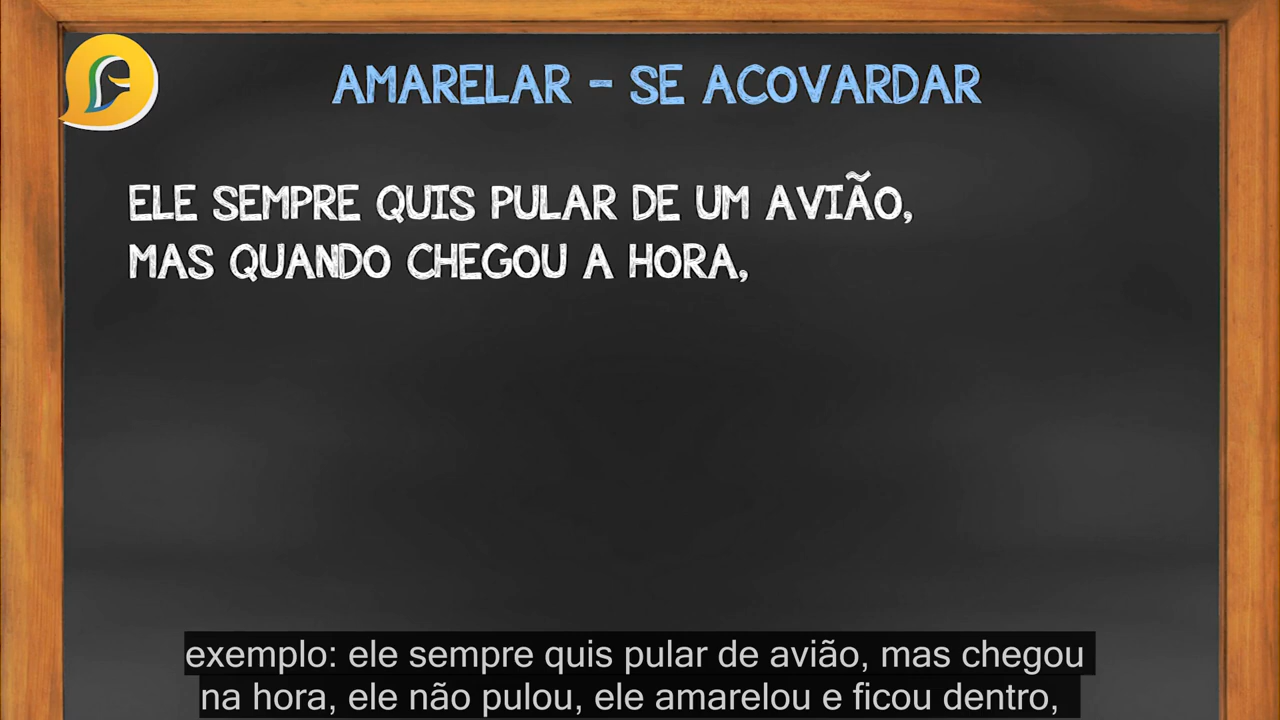 AMARELAR - SE ACOVARDAR
ELE SEMPRE QUIS PULAR DE UM AVIÃO,
MAS QUANDO CHEGOU A HORA,
exemplo: ele sempre quis pular de avião, mas chegou
na hora, ele não pulou, ele amarelou e ficou dentro,